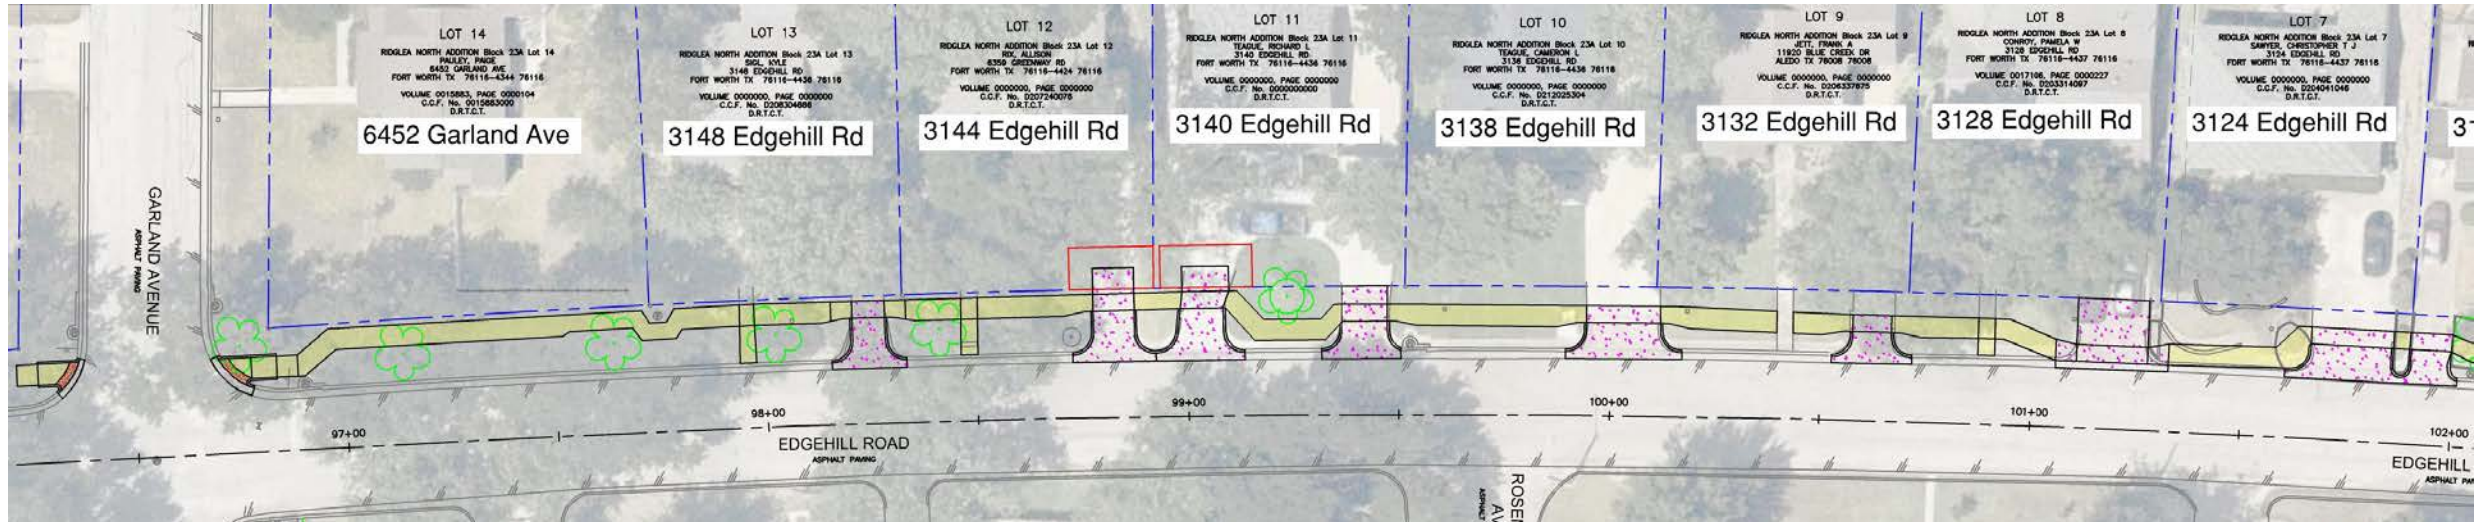 LOT 14
RIDGLEA NORTH ADDITION Block 23A Lot 14
PAULEY, PAIGE
6452 GARLAND AVE
FORT WORTH TX 76116-4344 76116
VOLUME 0015883, PAGE 0000104
C.C.F. No. 0015883000
D.R.T.C.T.
6452 Garland Ave
LOT 13
RIDGLEA NORTH ADDITION Block 23A Lot 13
SIGL, KYLE
3148 EDGEHILL RD
FORT WORTH TX 76116-4436 76116
VOLUME 0000000, PAGE 0000000
C.C.F. No. D208304686
D.R.T.C.T.
3148 Edgehill Rd
LOT 12
RIDGLEA NORTH ADDITION Block 23A Lot 12
RIX, ALLISON
6359 GREENWAY RD
FORT WORTH TX 76116-4424 76116
VOLUME 0000000, PAGE 0000000
C.C.F. No. D207240078
D.R.T.C.T.
3144 Edgehill Rd
LOT 11
RIDGLEA NORTH ADDITION Block 23A Lot 11
TEAGUE, RICHARD L
3140 EDGEHILL RD
FORT WORTH TX 76116-4436 76116
VOLUME 0000000, PAGE 0000000
C.C.F. No. 0000000000
D.R.T.C.T.
3140 Edgehill Rd
LOT 10
RIDGLEA NORTH ADDITION Block 23A Lot 10
TEAGUE, CAMERON L
3138 EDGEHILL RD
FORT WORTH TX 76116-4436 76116
VOLUME 0000000, PAGE 0000000
C.C.F. No. D212025304
D.R.T.C.T.
3138 Edgehill Rd
LOT 9
RIDGLEA NORTH ADDITION Block 23A Lot 9
JETT, FRANK A
11920 BLUE CREEK DR
ALEDO TX 76008 76008
VOLUME 0000000, PAGE 0000000
C.C.F. No. D206337675
D.R.T.C.T.
3132 Edgehill Rd
LOT 8
RIDGLEA NORTH ADDITION Block 23A Lot 8
CONROY, PAMELA W
3128 EDGEHILL RD
FORT WORTH TX 76116-4437 76116
VOLUME 0017106, PAGE 0000227
C.C.F. No. D203314097
D.R.T.C.T.
3128 Edgehill Rd
LOT 7
RIDGLEA NORTH ADDITION Block 23A Lot 7
SAWYER, CHRISTOPHER T J
3124 EDGEHILL RD
FORT WORTH TX 76116-4437 76116
VOLUME 0000000, PAGE 0000000
C.C.F. No. D204041046
D.R.T.C.T.
3124 Edgehill Rd
31
GARLAND AVENUE
ASPHALT PAVING
97+00
98+00
99+00
100+00
101+00
102+00
EDGEHILL ROAD
ASPHALT PAVING
ROSE
AV
ASPHALT
EDGEHILL
ASPHALT PAV